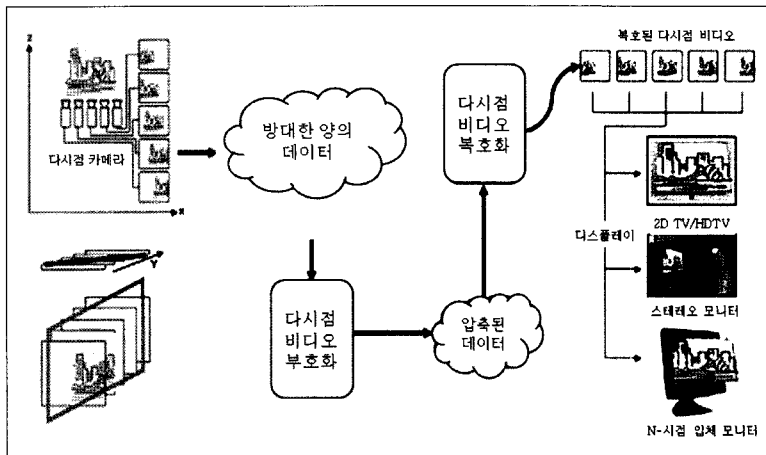 Z
다시점 카메라
X
Y
방대한 양의
데이터
다시점
비디오
부호화
압축된
데이터
다시점
비디오
복호화
복호된 다시점 비디오
디스플레이
2D TV/HDTV
스테레오 모니터
N-시점 입체 모니터